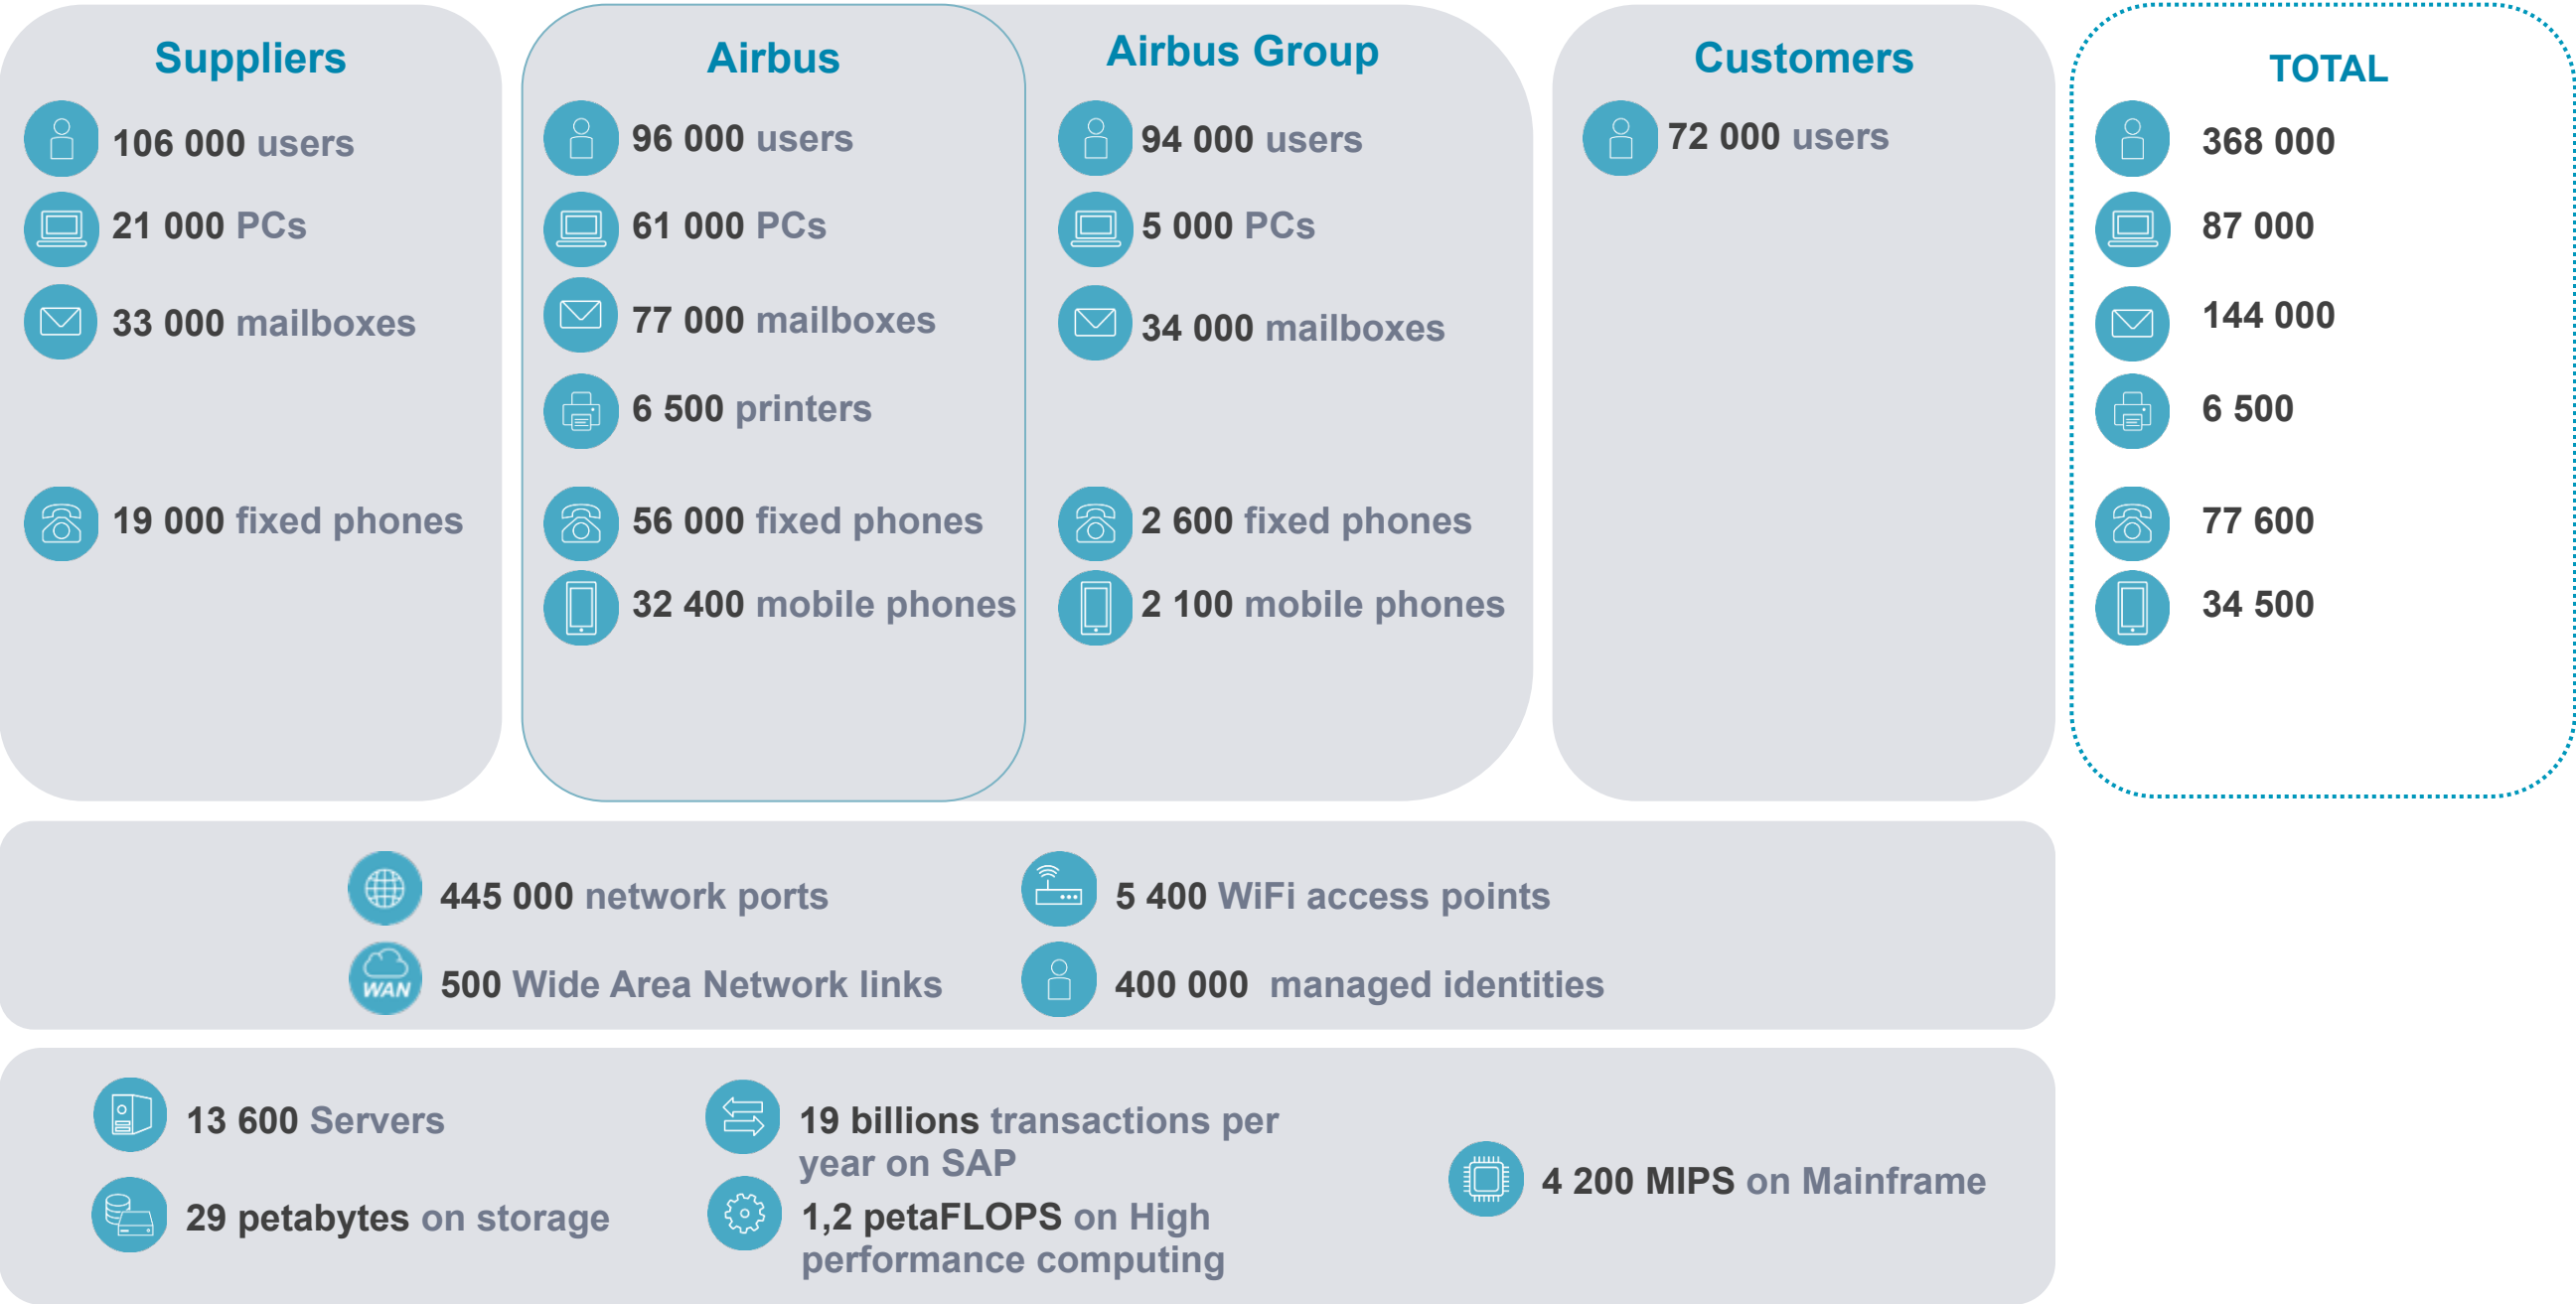 Suppliers
106 000 users
21 000 PCs
33 000 mailboxes
19 000 fixed phones
Airbus
96 000 users
61 000 PCs
77 000 mailboxes
6 500 printers
56 000 fixed phones
32 400 mobile phones
Airbus Group
94 000 users
5 000 PCs
34 000 mailboxes
2 600 fixed phones
2 100 mobile phones
Customers
72 000 users
TOTAL
368 000
87 000
144 000
6 500
77 600
34 500
445 000 network ports
WAN
500 Wide Area Network links
5 400 WiFi access points
400 000 managed identities
13 600 Servers
29 petabytes on storage
19 billions transactions per
year on SAP
1,2 petaFLOPS on High
performance computing
4 200 MIPS on Mainframe